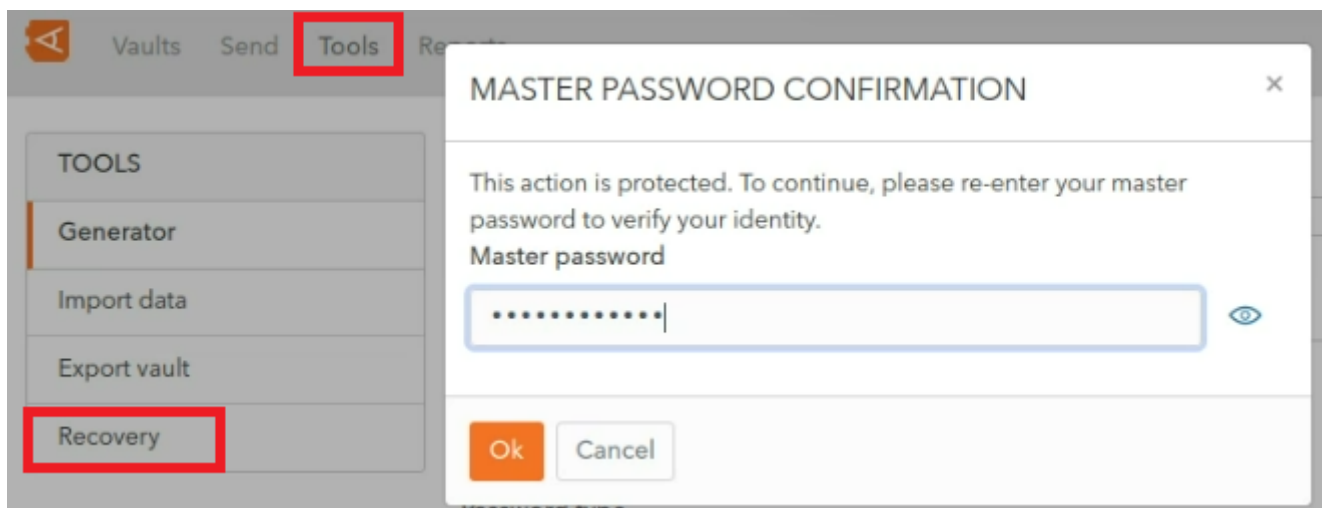 Vaults Send Tools
MASTER PASSWORD CONFIRMATION
TOOLS
Generator
Import data
Export vault
Recovery
This action is protected. To continue, please re-enter your master
password to verify your identity.
Master password
Ok Cancel